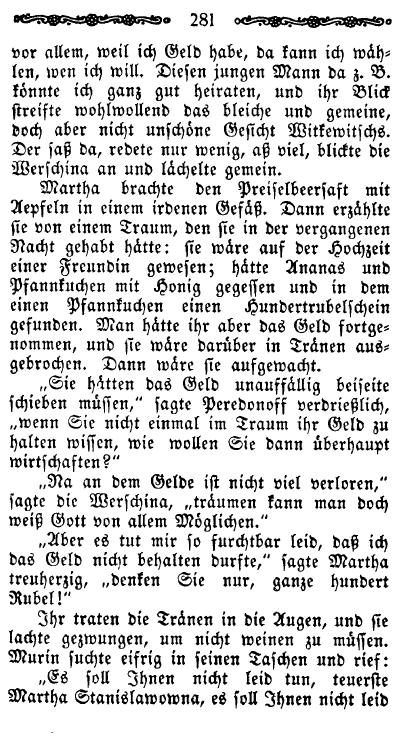 281
vor allem, weil ich Geld habe, da kann ich wäh-
len, wen ich will. Diesen jungen Mann da z. B.
könnte ich ganz gut heiraten, und ihr Blick
streifte wohlwollend das bleiche und gemeine,
doch aber nicht unschöne Gesicht Witkewitschs.
Der saß da, redete nur wenig, aß viel, blickte die
Werschina an und lächelte gemein.
Martha brachte den Preiselbeersaft mit
Aepfeln in einem irdenen Gefäß. Dann erzählte
sie von einem Traum, den sie in der vergangenen
Nacht gehabt hätte: sie wäre auf der Hochzeit
einer Freundin gewesen; hätte Ananas und
Pfannkuchen mit Honig gegessen und in dem
einen Pfannkuchen einen Hundertrubelschein
gefunden. Man hätte ihr aber das Geld fortge-
nommen, und sie wäre darüber in Tränen aus-
gebrochen. Dann wäre sie aufgewacht.
„Sie hätten das Geld unauffällig beiseite
schieben müssen,“ sagte Peredonoff verdrießlich,
„wenn Sie nicht einmal im Traum ihr Geld zu
halten wissen, wie wollen Sie dann überhaupt
wirtschaften?“
„Na an dem Gelde ist nicht viel verloren,“
sagte die Werschina, „träumen kann man doch
weiß Gott von allem Möglichen.“
„Aber es tut mir so furchtbar leid, daß ich
das Geld nicht behalten durfte,“ sagte Martha
treuherzig, „denken Sie nur, ganze hundert
Rubel!“
Ihr traten die Tränen in die Augen, und sie
lachte gezwungen, um nicht weinen zu müssen.
Murin suchte eifrig in seinen Taschen und rief:
„Es soll Ihnen nicht leid tun, teuerste
Martha Stanislawowna, es soll Ihnen nicht leid